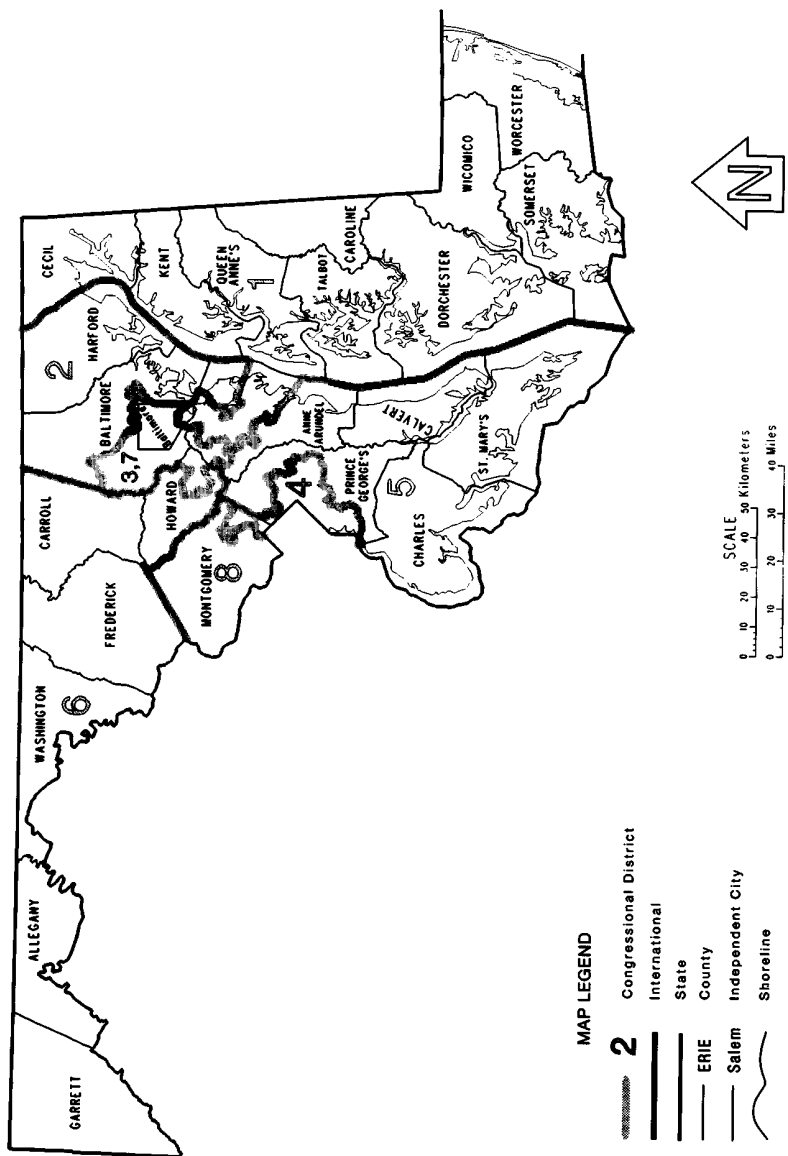 GARRETT
ALLEGANY
WASHINGTON
6
FREDERICK
CARROLL
MONTGOMERY
8
HOWARD
3,7
BALTIMORE
Baltimore
2
HARFORD
CECIL
KENT
QUEEN
ANNE'S
1
TALBOT
CAROLINE
ANNE
ARUNDEL
4
PRINCE
GEORGE'S
5
CALVERT
CHARLES
ST. MARY'S
DORCHESTER
WICOMICO
SOMERSET
WORCESTER
MAP LEGEND
2 Congressional District
International
State
ERIE County
Salem Independent City
Shoreline
SCALE
0 10 20 30 40 50 Kilometers
0 10 20 30 40 Miles
N